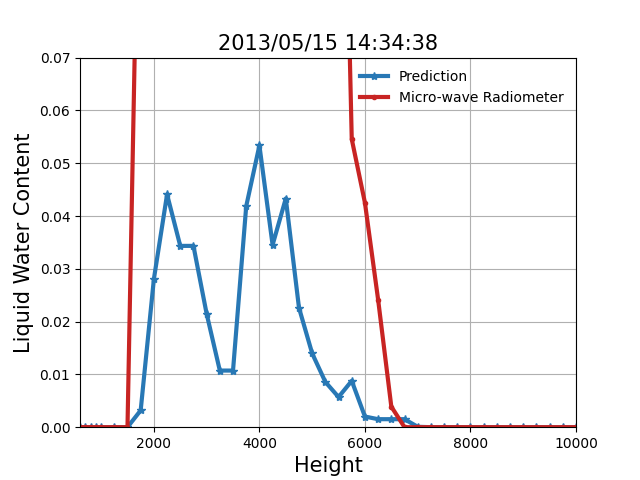 2013/05/15 14:34:38
0.07
0.06
0.05
0.04
0.03
0.02
0.01
0.00
Liquid Water Content
Prediction
Micro-wave Radiometer
2000 4000 6000 8000 10000
Height